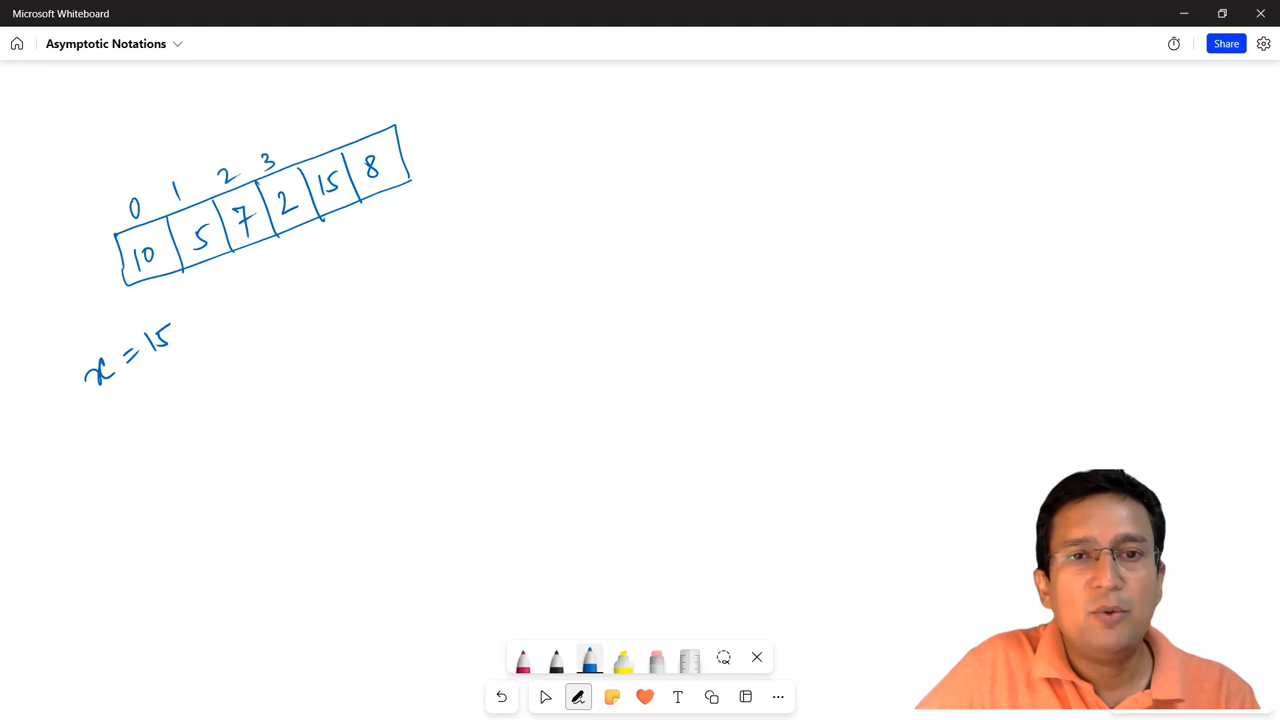 Microsoft Whiteboard
Asymptotic Notations
Share
0 1 2 3
10 5 7 2 15 8
x = 15